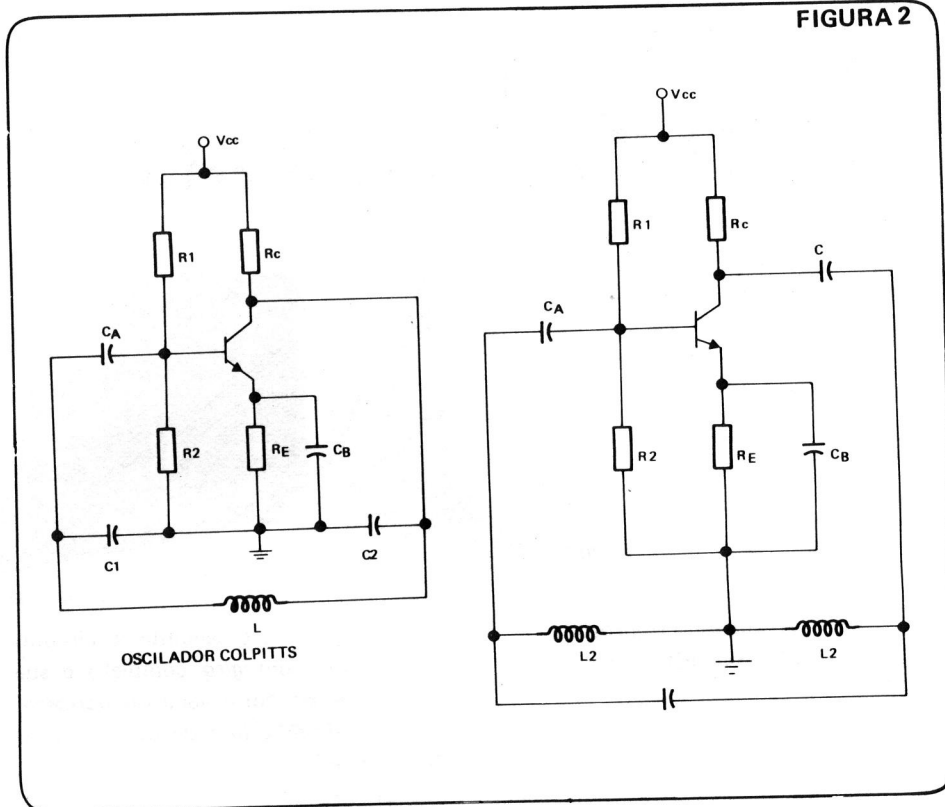 FIGURA 2
Vcc
R1
Rc
CA
R2
RE
CB
C1
C2
L
OSCILADOR COLPITTS
Vcc
R1
Rc
C
CA
R2
RE
CB
L2
L2